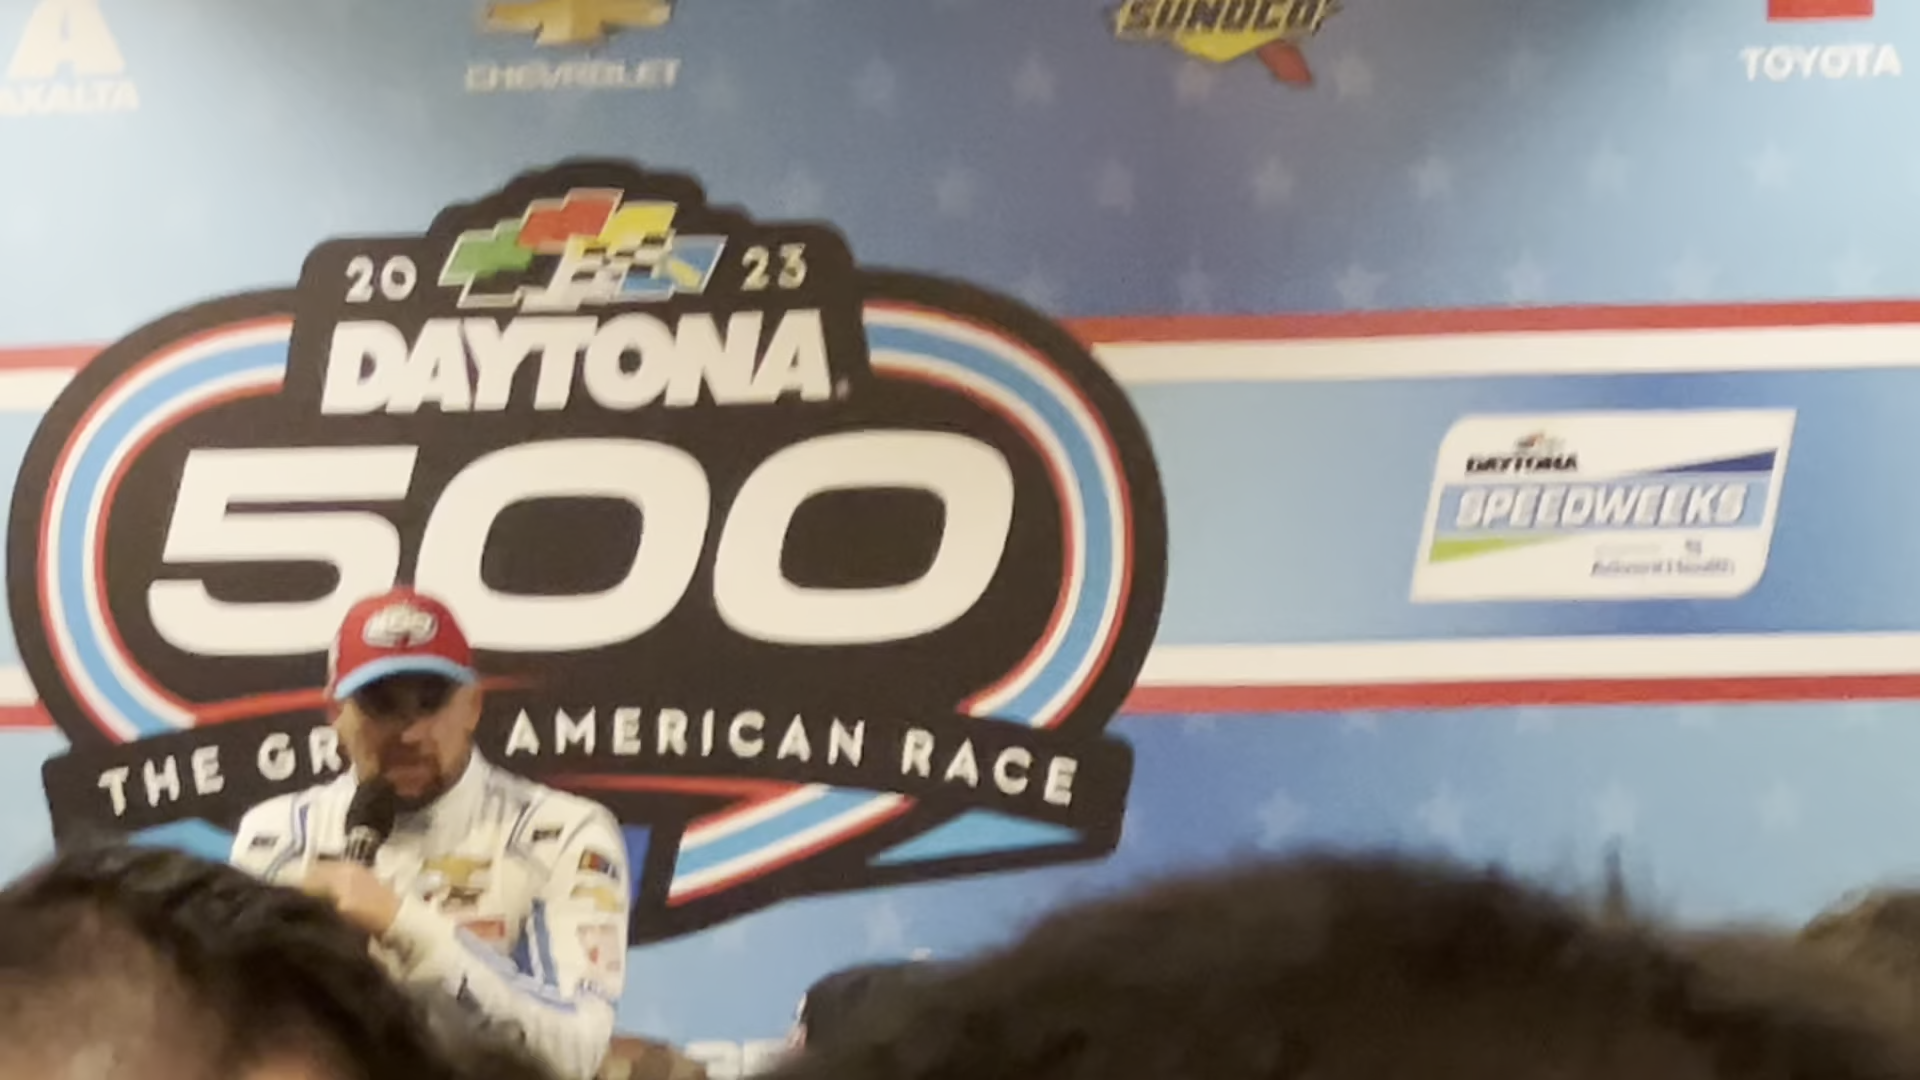 AXALTA
CHEVROLET
SUNOCO
TOYOTA
20 23
DAYTONA
500
THE GR AMERICAN RACE
DAYTONA
SPEEDWEEKS